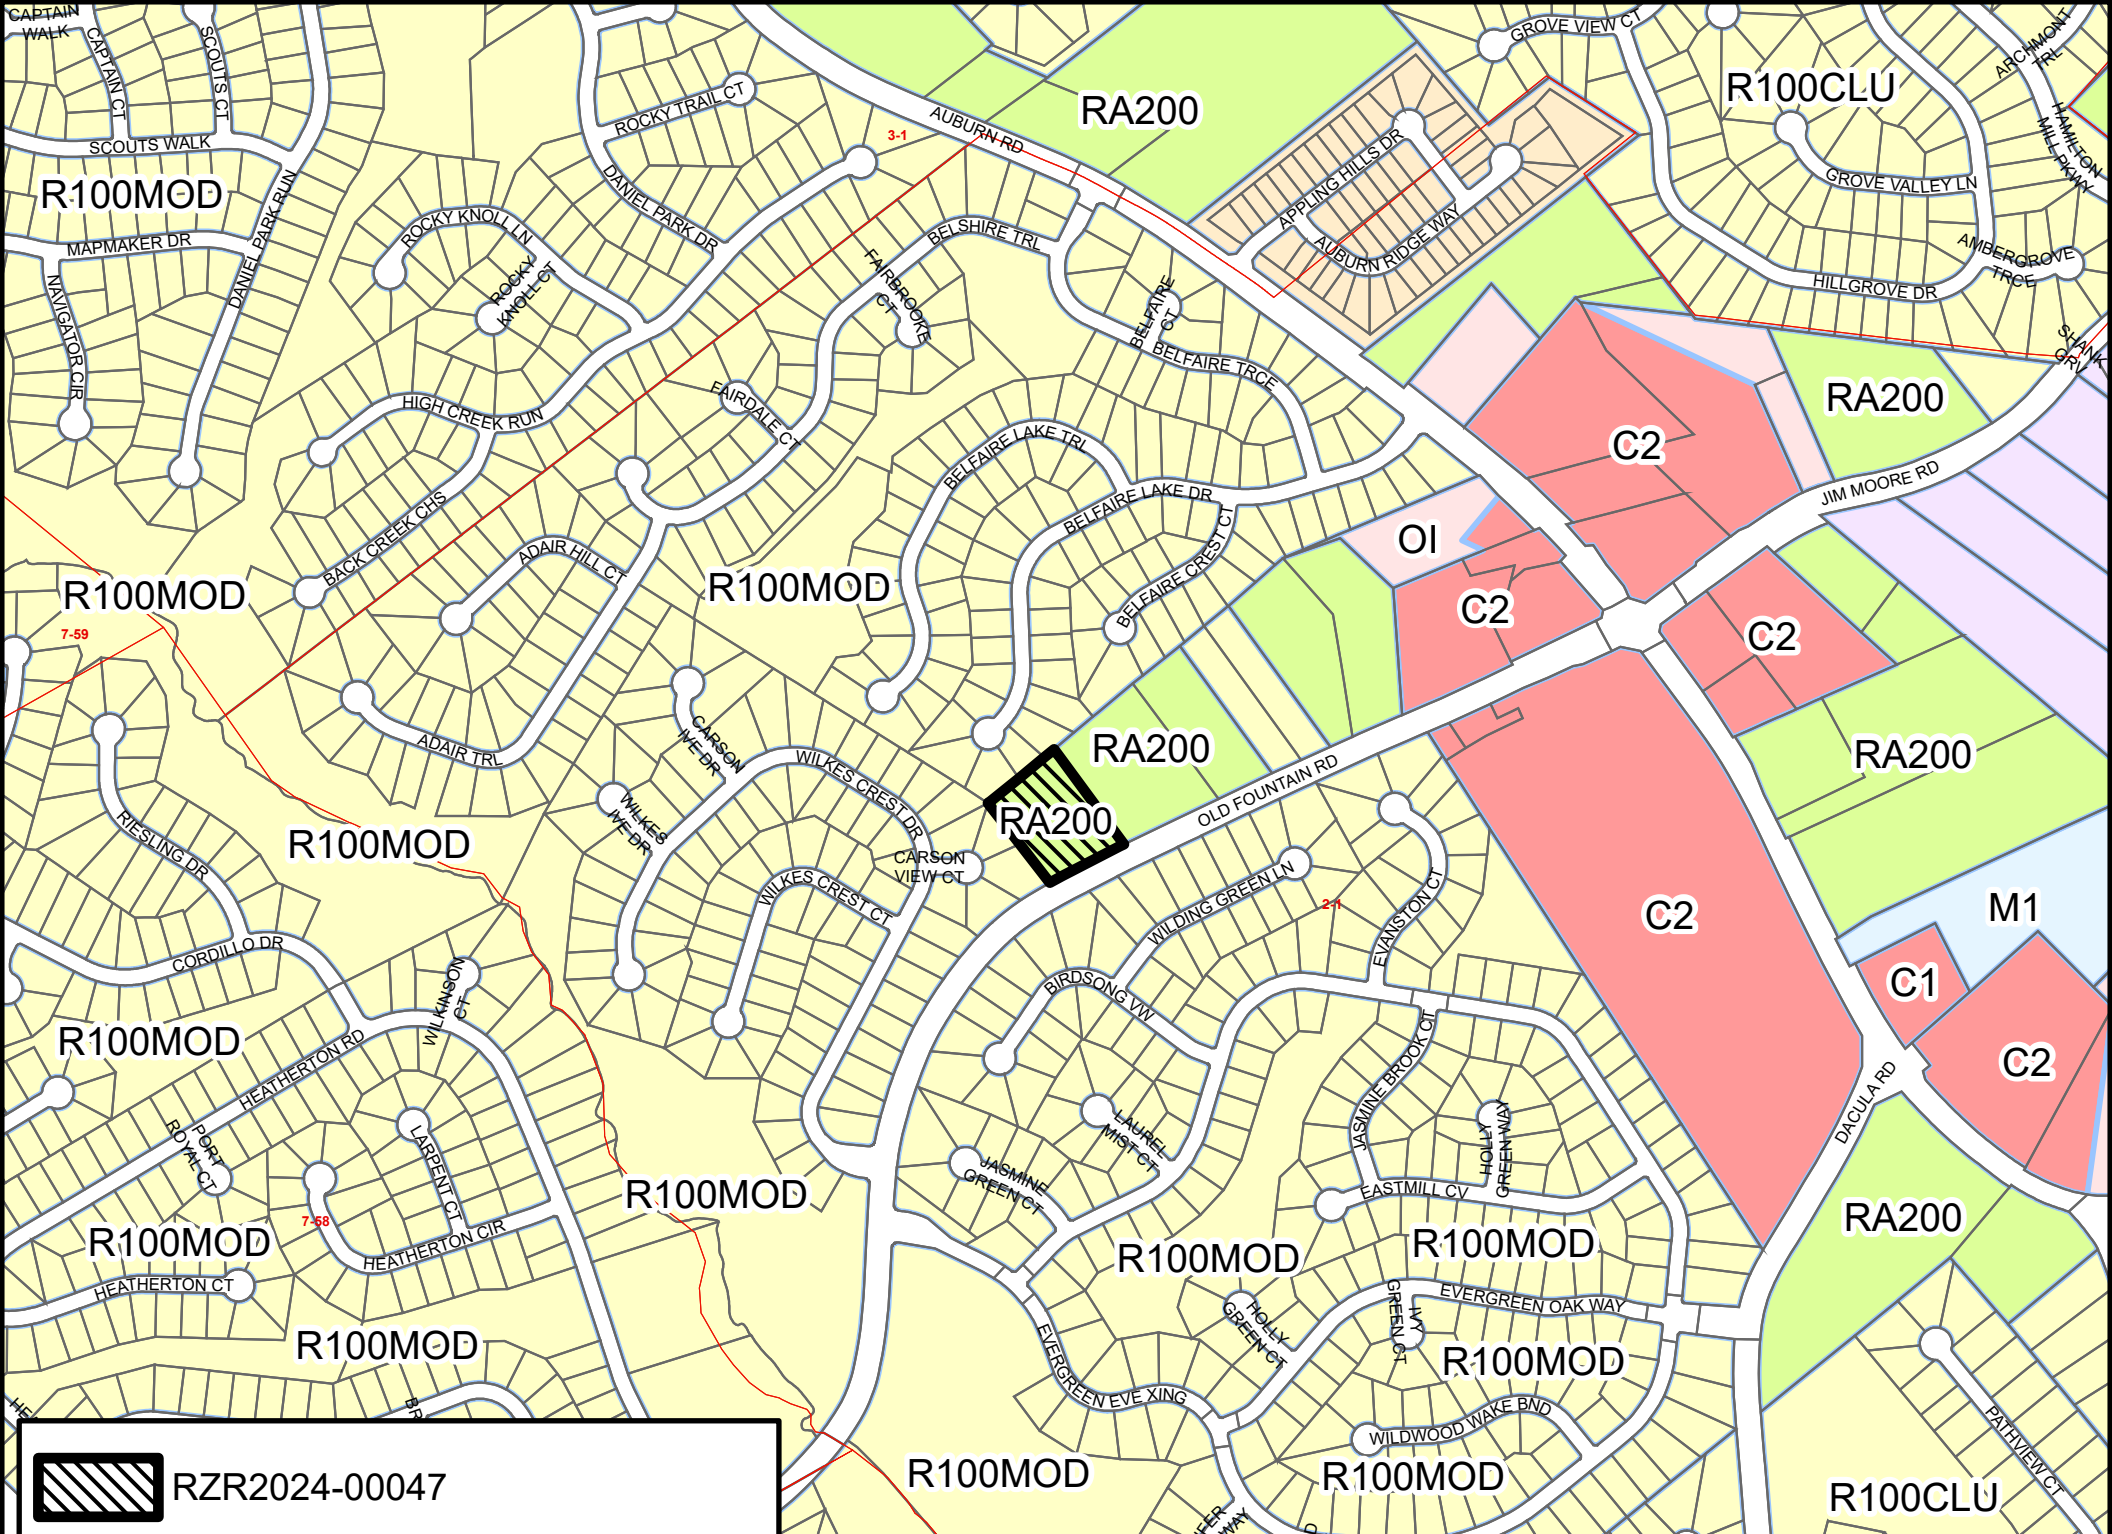 CAPTAIN
WALK
CAPTAIN CT
SCOUTS CT
SCOUTS WALK
R100MOD
MAPMAKER DR
DANIEL PARK RUN
NAVIGATOR CIR
ROCKY TRAIL CT
DANIEL PARK DR
3-1
AUBURN RD
RA200
GROVE VIEW CT
R100CLU
ARCHMONT
TRL
HAMILTON
MILL PKWY
GROVE VALLEY LN
AMBERGROVE
TRCE
HILLGROVE DR
SHANK
GRV
APPLING HILLS DR
AUBURN RIDGE WAY
ROCKY KNOLL LN
ROCKY
KNOLL CT
BELSHIRE TRL
FAIRBROOKE
CT
BELFAIRE
CT
BELFAIRE TRCE
FAIRDALE CT
HIGH CREEK RUN
BACK CREEK CHS
BELFAIRE LAKE TRL
BELFAIRE LAKE DR
BELFAIRE CREST CT
ADAIR HILL CT
ADAIR TRL
R100MOD
R100MOD
7-59
RA200
C2
JIM MOORE RD
OI
C2
C2
RA200
RA200
RA200
OLD FOUNTAIN RD
CARSON
IVE DR
WILKES CREST DR
WILKES
IVE DR
CARSON
VIEW CT
WILKES CREST CT
RIESLING DR
R100MOD
CORDILLO DR
WILKINSON
CT
R100MOD
HEATHERTON RD
PORT
ROYAL CT
LARPENT CT
7-58
HEATHERTON CIR
R100MOD
HEATHERTON CT
R100MOD
WILDING GREEN LN
2-1
EVANSTON CT
BIRDSONG VW
C2
M1
C1
C2
DACULA RD
JASMINE BROOK CT
HOLLY
GREEN WAY
LAUREL
MIST CT
JASMINE
GREEN CT
EASTMILL CV
R100MOD
R100MOD
R100MOD
RA200
HOLLY
GREEN CT
IVY
GREEN CT
EVERGREEN OAK WAY
R100MOD
EVERGREEN EVE XING
WILDWOOD WAKE BND
R100MOD
R100MOD
PATHVIEW CT
R100CLU
RZR2024-00047